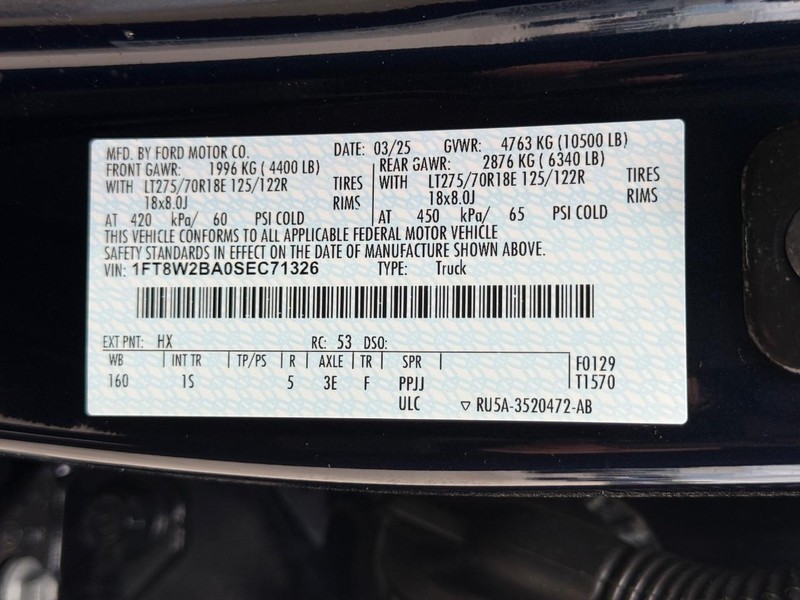 MFD. BY FORD MOTOR CO. DATE: 03/25 GVWR: 4763 KG (10500 LB)
FRONT GAWR: 1996 KG ( 4400 LB) REAR GAWR: 2876 KG ( 6340 LB)
WITH LT275/70R18E 125/122R TIRES WITH LT275/70R18E 125/122R TIRES
18x8.0J RIMS 18x8.0J RIMS
AT 420 kPa/ 60 PSI COLD AT 450 kPa/ 65 PSI COLD
THIS VEHICLE CONFORMS TO ALL APPLICABLE FEDERAL MOTOR VEHICLE
SAFETY STANDARDS IN EFFECT ON THE DATE OF MANUFACTURE SHOWN ABOVE.
VIN: 1FT8W2BA0SEC71326 TYPE: Truck
EXT PNT: HX RC: 53 DSO:
WB INT TR TP/PS R AXLE TR SPR F0129
160 1S 5 3E F PPJJ T1570
ULC ▽ RU5A-3520472-AB